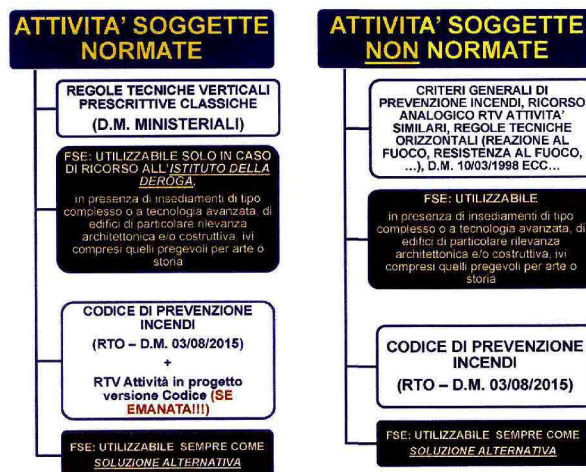 ATTIVITA' SOGGETTE
NORMATE
REGOLE TECNICHE VERTICALI
PRESCRITTIVE CLASSICHE
(D.M. MINISTERIALI)
FSE: UTILIZZABILE SOLO IN CASO
DI RICORSO ALL'ISTITUTO DELLA
DEROGA,
in presenza di insediamenti di tipo
complesso o a tecnologia avanzata, di
edifici di particolare rilevanza
architettonica e/o costruttiva, ivi
compresi quelli pregevoli per arte o
storia
CODICE DI PREVENZIONE
INCENDI
(RTO – D.M. 03/08/2015)
+
RTV Attività in progetto
versione Codice (SE
EMANATA!!!)
FSE: UTILIZZABILE SEMPRE COME
SOLUZIONE ALTERNATIVA
ATTIVITA' SOGGETTE
NON NORMATE
CRITERI GENERALI DI
PREVENZIONE INCENDI, RICORSO
ANALOGICO RTV ATTIVITA'
SIMILARI, REGOLE TECNICHE
ORIZZONTALI (REAZIONE AL
FUOCO, RESISTENZA AL FUOCO,
...), D.M. 10/03/1998 ECC...
FSE: UTILIZZABILE
in presenza di insediamenti di tipo
complesso o a tecnologia avanzata, di
edifici di particolare rilevanza
architettonica e/o costruttiva, ivi
compresi quelli pregevoli per arte o
storia
CODICE DI PREVENZIONE
INCENDI
(RTO – D.M. 03/08/2015)
FSE: UTILIZZABILE SEMPRE COME
SOLUZIONE ALTERNATIVA